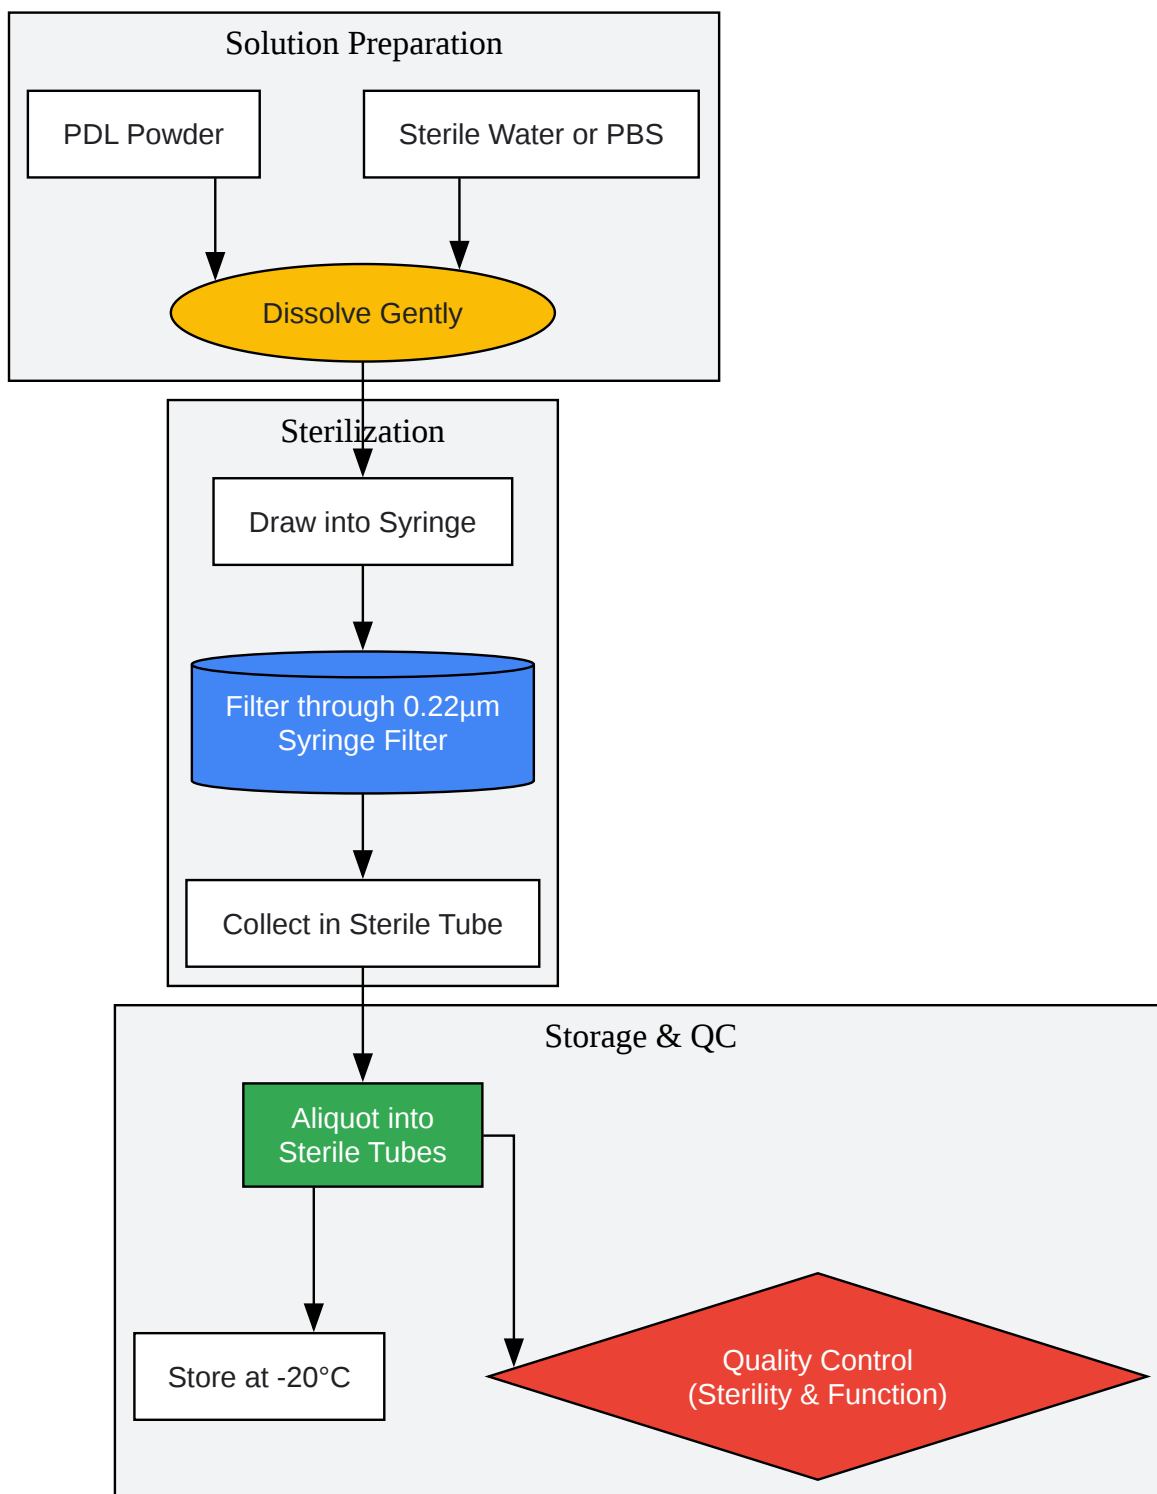 Solution Preparation
PDL Powder
Sterile Water or PBS
Dissolve Gently
Sterilization
Draw into Syringe
Filter through 0.22µm
Syringe Filter
Collect in Sterile Tube
Storage & QC
Aliquot into
Sterile Tubes
Store at -20°C
Quality Control
(Sterility & Function)